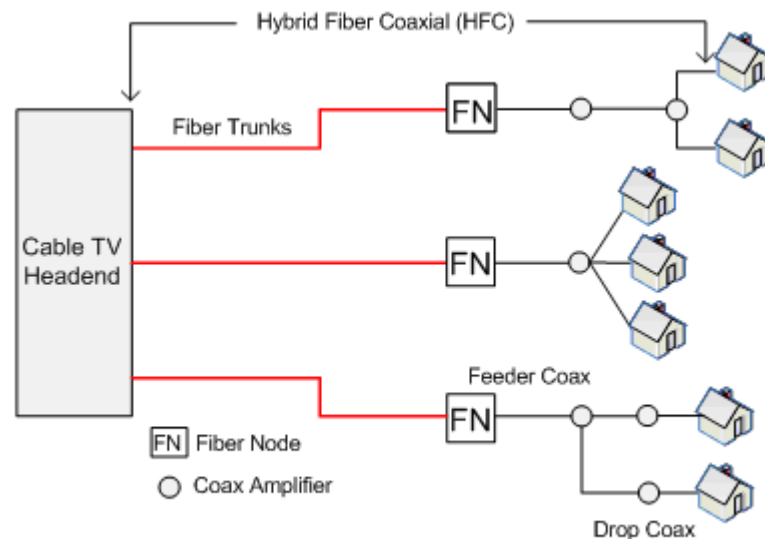 Hybrid Fiber Coaxial (HFC)
Fiber Trunks
FN
Cable TV
Headend
FN
Feeder Coax
FN
FN Fiber Node
Coax Amplifier
Drop Coax